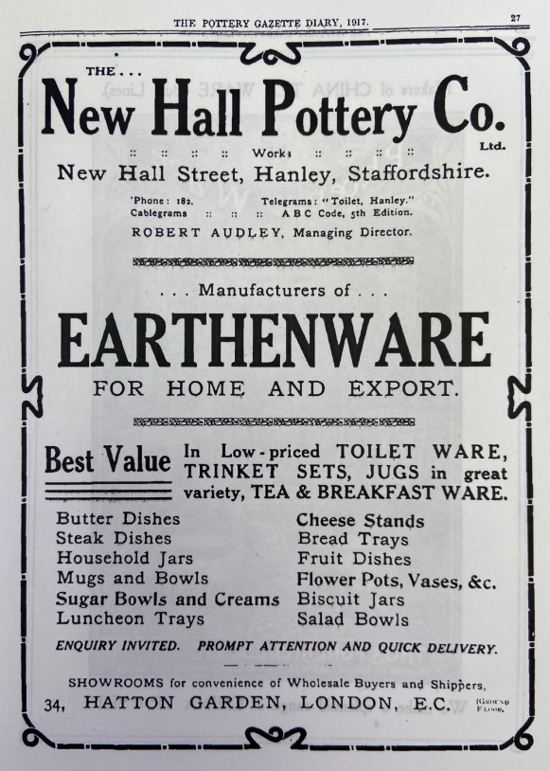 THE POTTERY GAZETTE DIARY, 1917.
27
THE...
New Hall Pottery Co.
Ltd.
:: :: :: :: :: Works :: :: :: :: ::
New Hall Street, Hanley, Staffordshire.
'Phone: 182. Telegrams: "Toilet, Hanley."
Cablegrams :: :: :: A B C Code, 5th Edition.
ROBERT AUDLEY, Managing Director.
... Manufacturers of ...
EARTHENWARE
FOR HOME AND EXPORT.
Best Value In Low-priced TOILET WARE,
TRINKET SETS, JUGS in great
variety, TEA & BREAKFAST WARE.
Butter Dishes
Steak Dishes
Household Jars
Mugs and Bowls
Sugar Bowls and Creams
Luncheon Trays
Cheese Stands
Bread Trays
Fruit Dishes
Flower Pots, Vases, &c.
Biscuit Jars
Salad Bowls
ENQUIRY INVITED. PROMPT ATTENTION AND QUICK DELIVERY.
SHOWROOMS for convenience of Wholesale Buyers and Shippers,
34, HATTON GARDEN, LONDON, E.C. (GROUND
FLOOR.